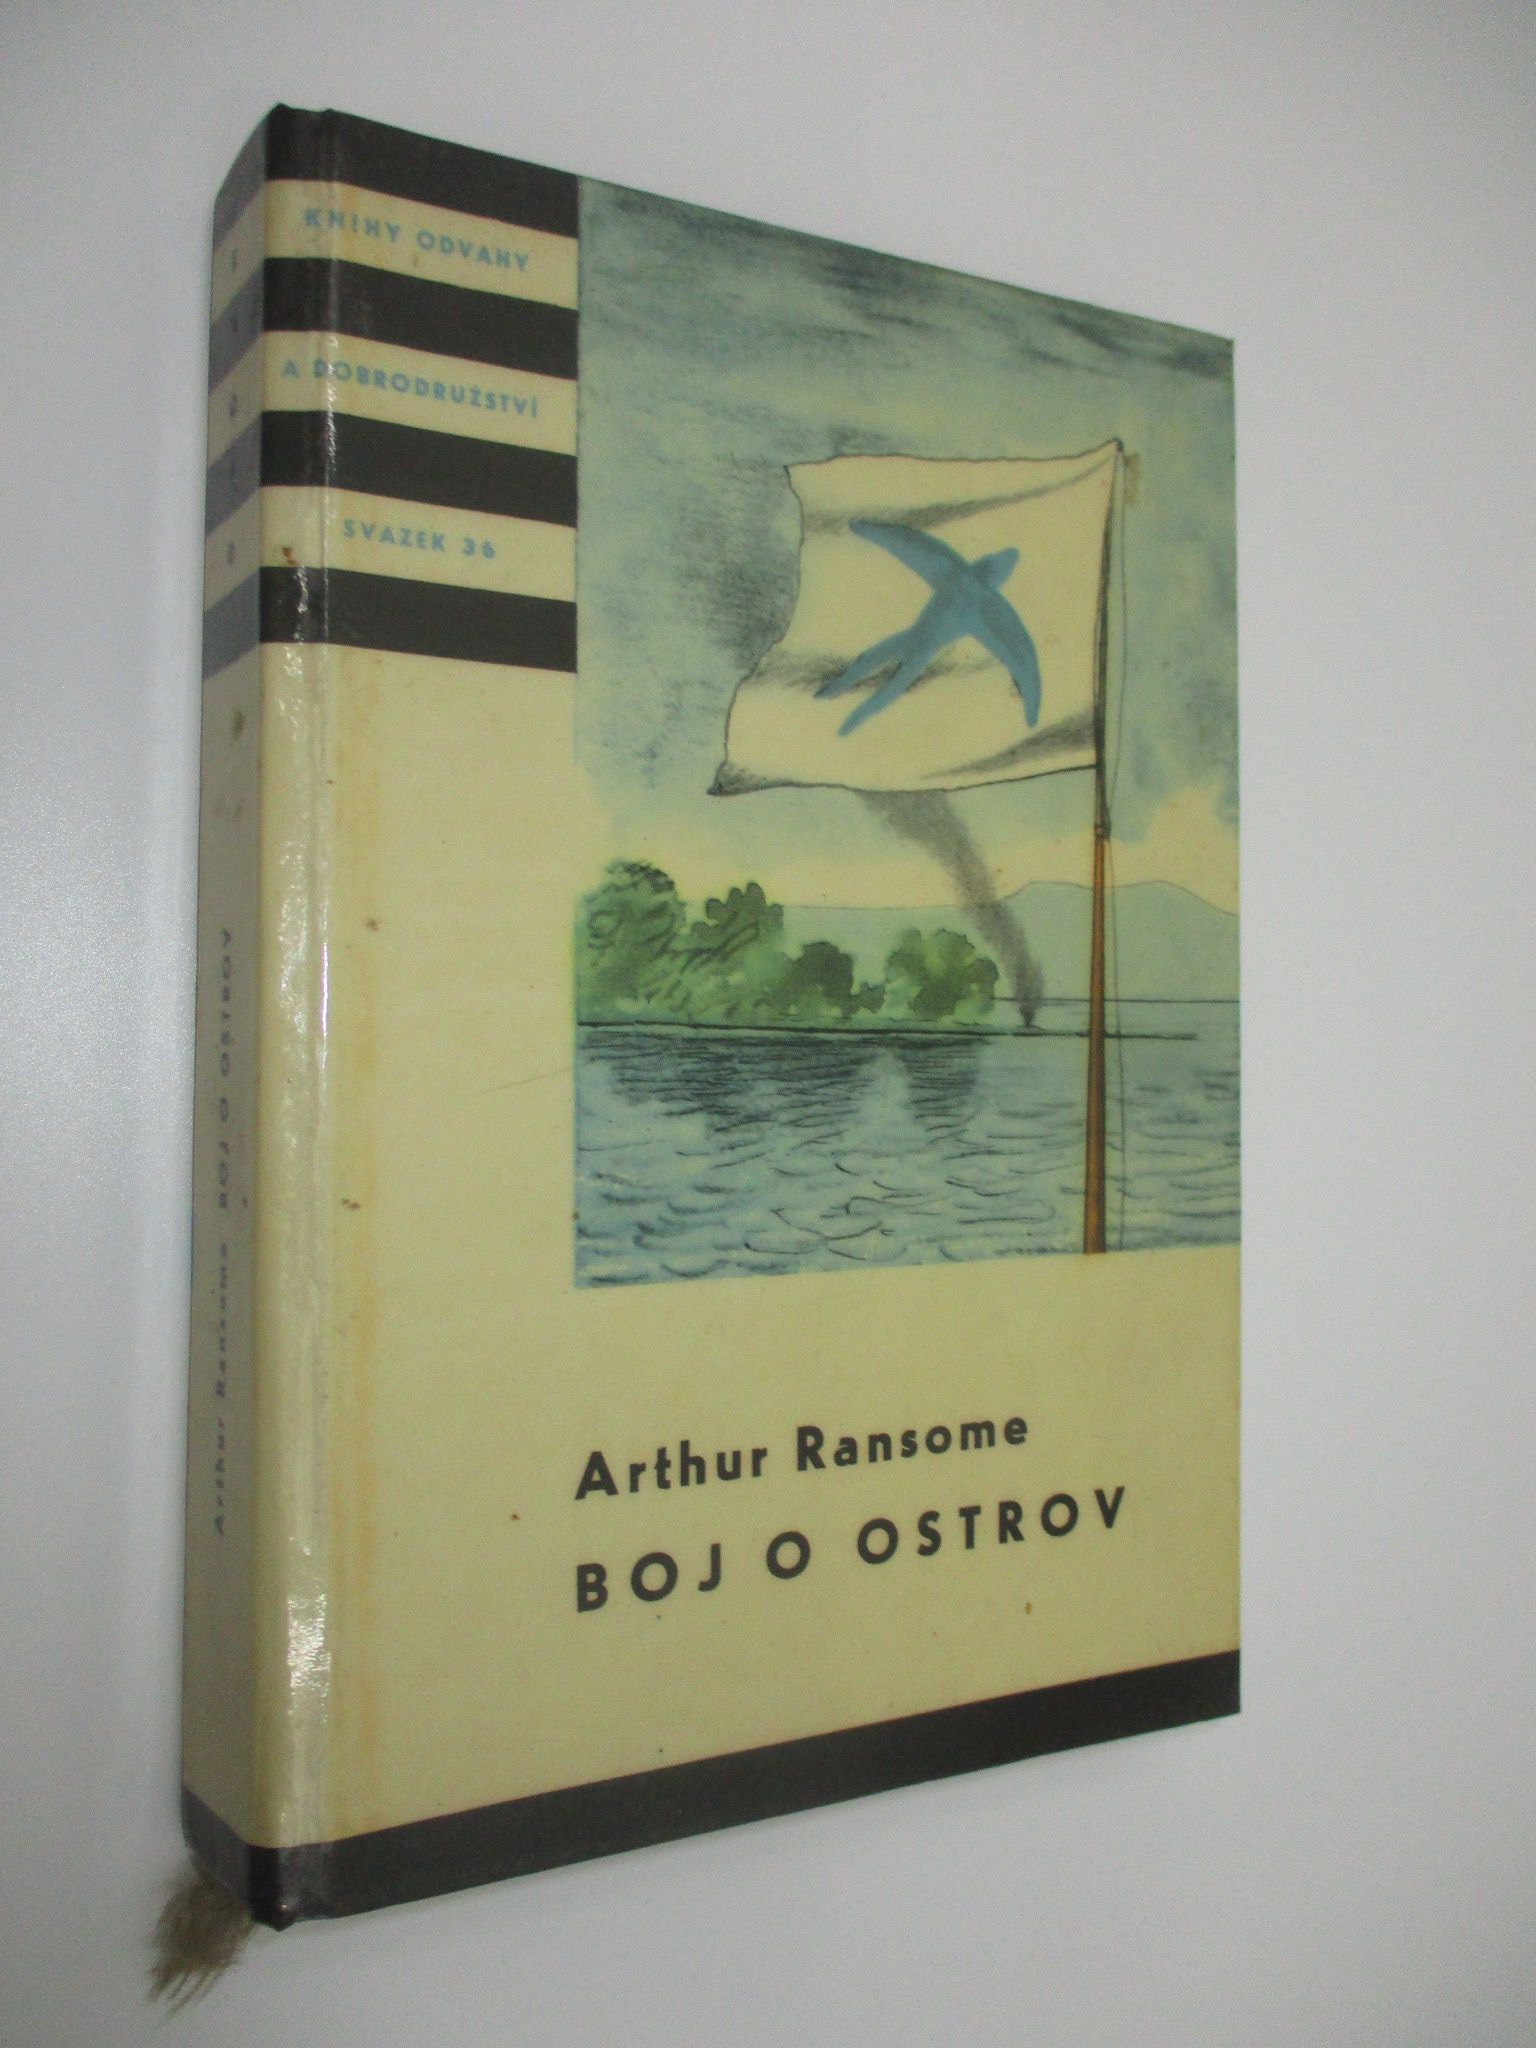 KNIHY ODVAHY
A DOBRODRUŽSTVÍ
SVAZEK 36
Arthur Ransome
BOJ O OSTROV
Arthur Ransome BOJ O OSTROV